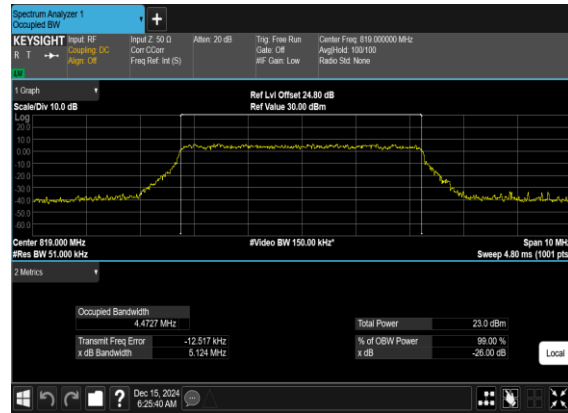 Spectrum Analyzer 1
Occupied BW
+
KEYSIGHT Input: RF Input Z: 50 Ω Atten: 20 dB Trig: Free Run Center Freq: 819.000000 MHz
R T Coupling: DC Corr CCorr Gate: Off Avg|Hold: 100/100
Align: Off Freq Ref: Int (S) #IF Gain: Low Radio Std: None
LW
1 Graph
Ref Lvl Offset 24.80 dB
Scale/Div 10.0 dB Ref Value 30.00 dBm
Log
20.0
10.0
0.00
-10.0
-20.0
-30.0
-40.0
-50.0
-60.0
Center 819.000 MHz #Video BW 150.00 kHz* Span 10 MHz
#Res BW 51.000 kHz Sweep 4.80 ms (1001 pts
2 Metrics
Occupied Bandwidth
4.4727 MHz Total Power 23.0 dBm
Transmit Freq Error -12.517 kHz % of OBW Power 99.00 %
x dB Bandwidth 5.124 MHz x dB -26.00 dB
Local
? Dec 15, 2024
6:25:40 AM